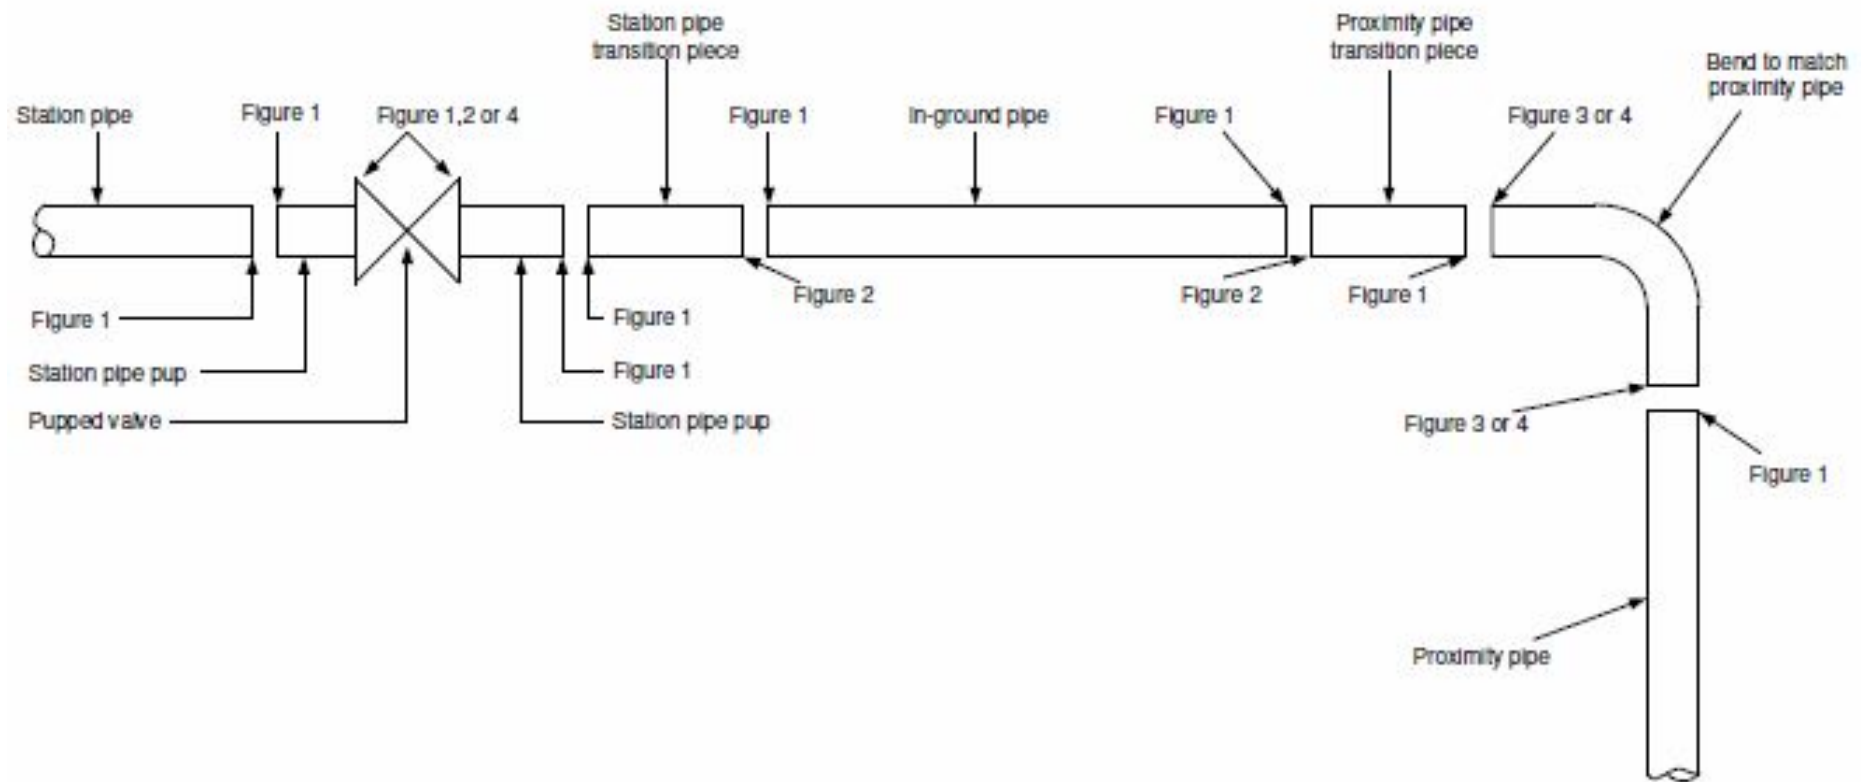 Station pipe
transition piece
Proximity pipe
transition piece
Bend to match
proximity pipe
Station pipe
Figure 1
Figure 1,2 or 4
Figure 1
In-ground pipe
Figure 1
Figure 3 or 4
Figure 2
Figure 2
Figure 1
Figure 1
Figure 1
Station pipe pup
Figure 1
Pupped valve
Station pipe pup
Figure 3 or 4
Figure 1
Proximity pipe